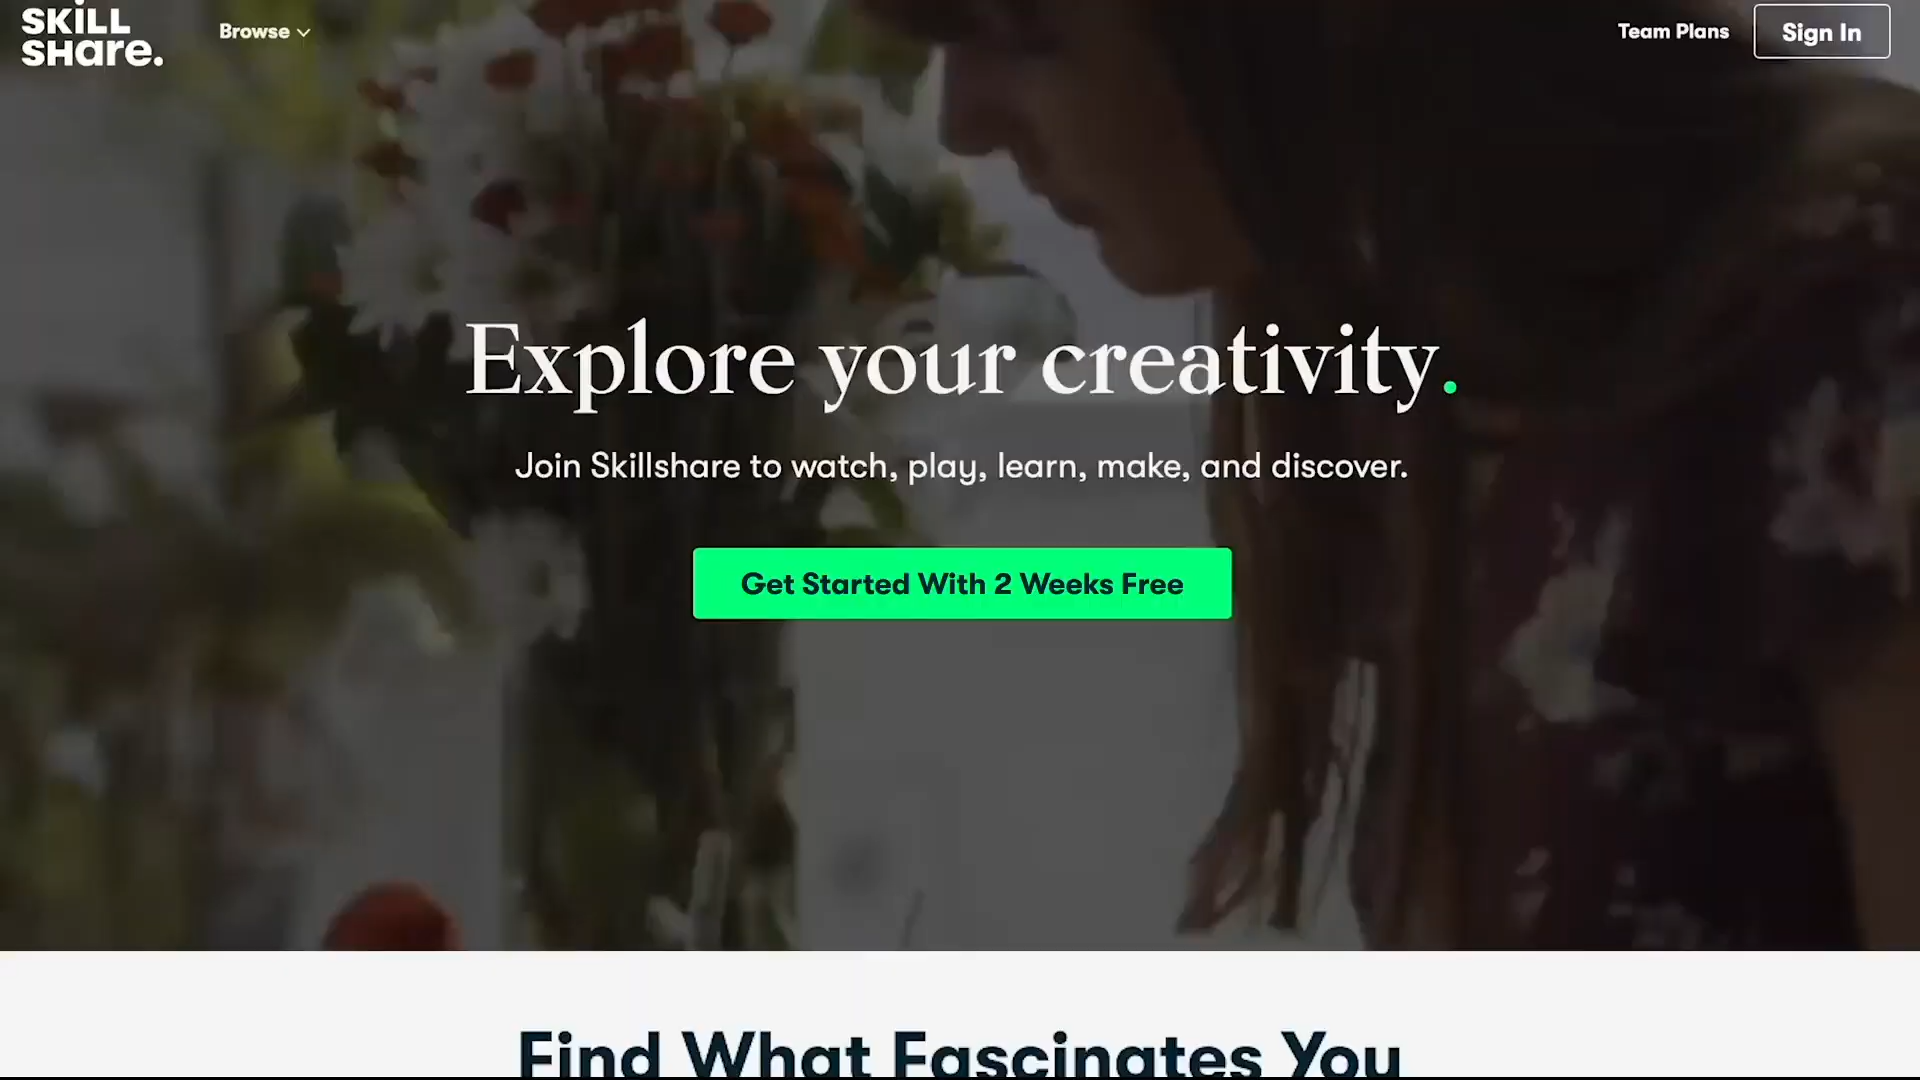 SKILL
SHare.
Browse
Team Plans
Sign In
Explore your creativity.
Join Skillshare to watch, play, learn, make, and discover.
Get Started With 2 Weeks Free
Find What Fascinates You